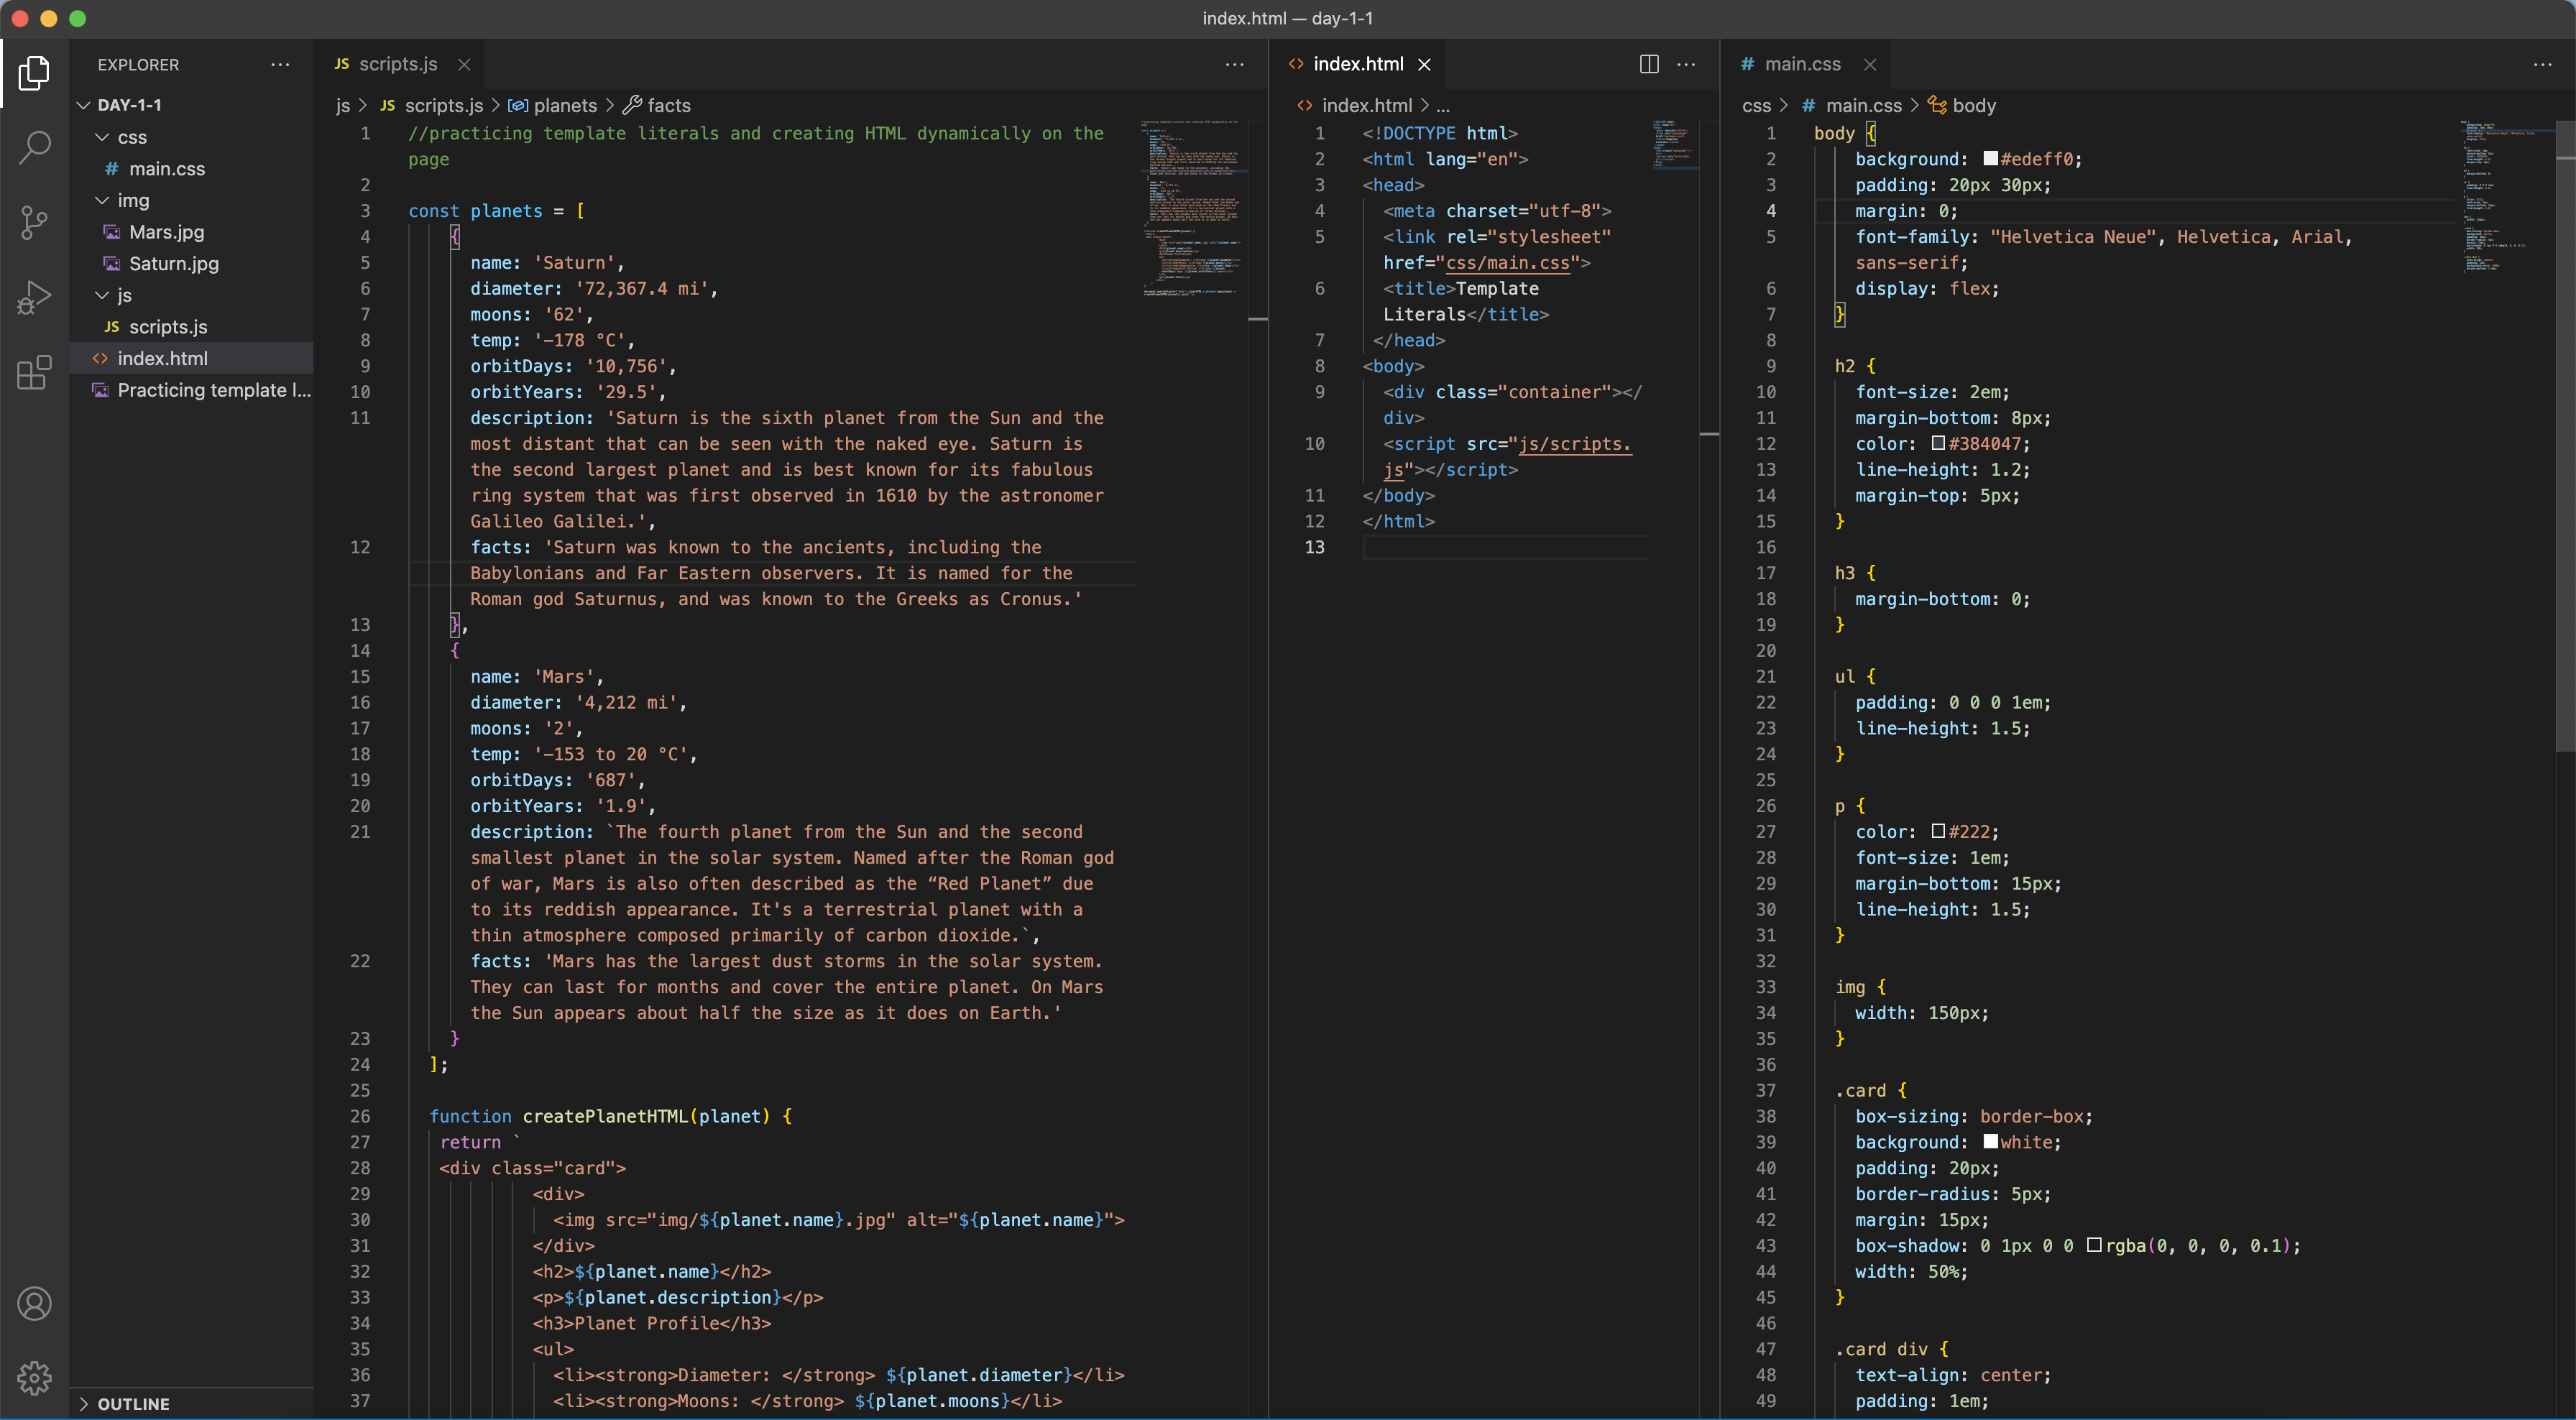 index.html — day-1-1
EXPLORER
DAY-1-1
css
# main.css
img
Mars.jpg
Saturn.jpg
js
JS scripts.js
<> index.html
Practicing template l...
OUTLINE
JS scripts.js
js > JS scripts.js > planets > facts
1 //practicing template literals and creating HTML dynamically on the
page
2
3 const planets = [
4 {
5 name: 'Saturn',
6 diameter: '72,367.4 mi',
7 moons: '62',
8 temp: '-178 °C',
9 orbitDays: '10,756',
10 orbitYears: '29.5',
11 description: 'Saturn is the sixth planet from the Sun and the
most distant that can be seen with the naked eye. Saturn is
the second largest planet and is best known for its fabulous
ring system that was first observed in 1610 by the astronomer
Galileo Galilei.',
12 facts: 'Saturn was known to the ancients, including the
Babylonians and Far Eastern observers. It is named for the
Roman god Saturnus, and was known to the Greeks as Cronus.'
13 },
14 {
15 name: 'Mars',
16 diameter: '4,212 mi',
17 moons: '2',
18 temp: '-153 to 20 °C',
19 orbitDays: '687',
20 orbitYears: '1.9',
21 description: `The fourth planet from the Sun and the second
smallest planet in the solar system. Named after the Roman god
of war, Mars is also often described as the “Red Planet” due
to its reddish appearance. It's a terrestrial planet with a
thin atmosphere composed primarily of carbon dioxide.`,
22 facts: 'Mars has the largest dust storms in the solar system.
They can last for months and cover the entire planet. On Mars
the Sun appears about half the size as it does on Earth.'
23 }
24 ];
25
26 function createPlanetHTML(planet) {
27 return `
28 <div class="card">
29 <div>
30 <img src="img/${planet.name}.jpg" alt="${planet.name}">
31 </div>
32 <h2>${planet.name}</h2>
33 <p>${planet.description}</p>
34 <h3>Planet Profile</h3>
35 <ul>
36 <li><strong>Diameter: </strong> ${planet.diameter}</li>
37 <li><strong>Moons: </strong> ${planet.moons}</li>
<> index.html
<> index.html > ...
1 <!DOCTYPE html>
2 <html lang="en">
3 <head>
4 <meta charset="utf-8">
5 <link rel="stylesheet"
href="css/main.css">
6 <title>Template
Literals</title>
7 </head>
8 <body>
9 <div class="container"></
div>
10 <script src="js/scripts.
js"></script>
11 </body>
12 </html>
13
# main.css
css > # main.css > body
1 body {
2 background: #edeff0;
3 padding: 20px 30px;
4 margin: 0;
5 font-family: "Helvetica Neue", Helvetica, Arial,
sans-serif;
6 display: flex;
7 }
8
9 h2 {
10 font-size: 2em;
11 margin-bottom: 8px;
12 color: #384047;
13 line-height: 1.2;
14 margin-top: 5px;
15 }
16
17 h3 {
18 margin-bottom: 0;
19 }
20
21 ul {
22 padding: 0 0 0 1em;
23 line-height: 1.5;
24 }
25
26 p {
27 color: #222;
28 font-size: 1em;
29 margin-bottom: 15px;
30 line-height: 1.5;
31 }
32
33 img {
34 width: 150px;
35 }
36
37 .card {
38 box-sizing: border-box;
39 background: white;
40 padding: 20px;
41 border-radius: 5px;
42 margin: 15px;
43 box-shadow: 0 1px 0 0 rgba(0, 0, 0, 0.1);
44 width: 50%;
45 }
46
47 .card div {
48 text-align: center;
49 padding: 1em;